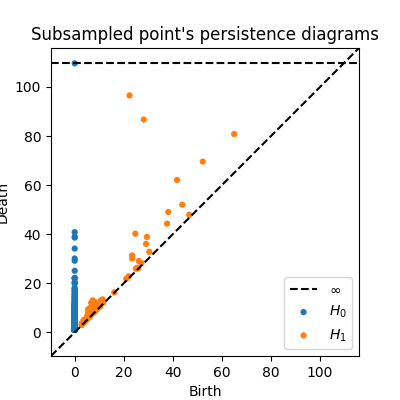 Subsampled point's persistence diagrams
Death
100
80
60
40
20
0
0 20 40 60 80 100
Birth
∞
H₀
H₁